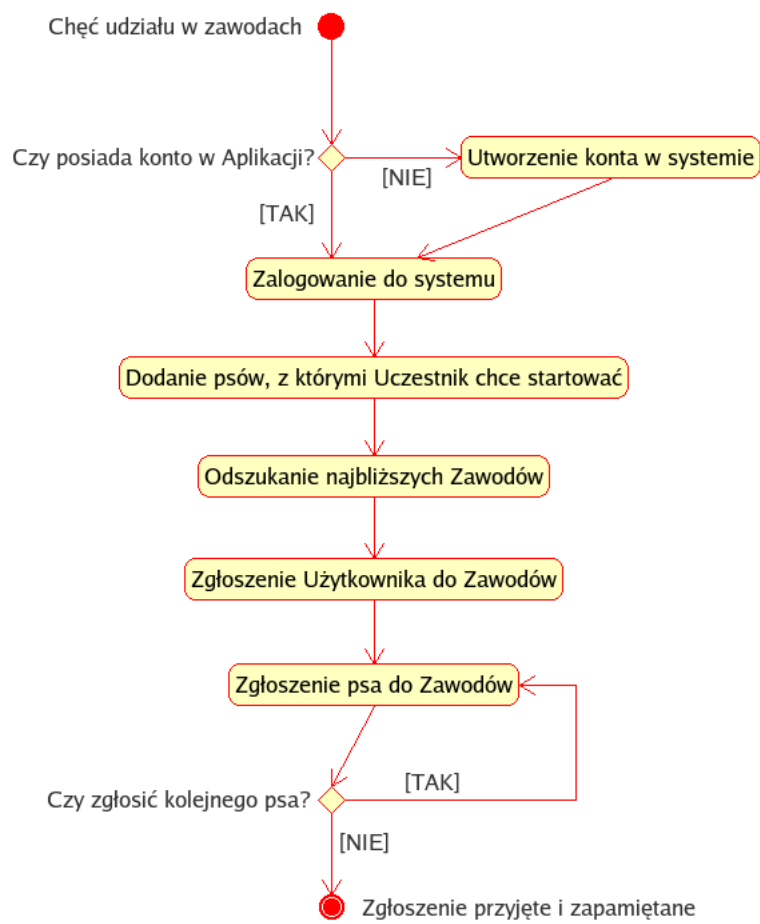 Chęć udziału w zawodach
Czy posiada konto w Aplikacji?
[NIE]
Utworzenie konta w systemie
[TAK]
Zalogowanie do systemu
Dodanie psów, z którymi Uczestnik chce startować
Odszukanie najbliższych Zawodów
Zgłoszenie Użytkownika do Zawodów
Zgłoszenie psa do Zawodów
Czy zgłosić kolejnego psa?
[TAK]
[NIE]
Zgłoszenie przyjęte i zapamiętane